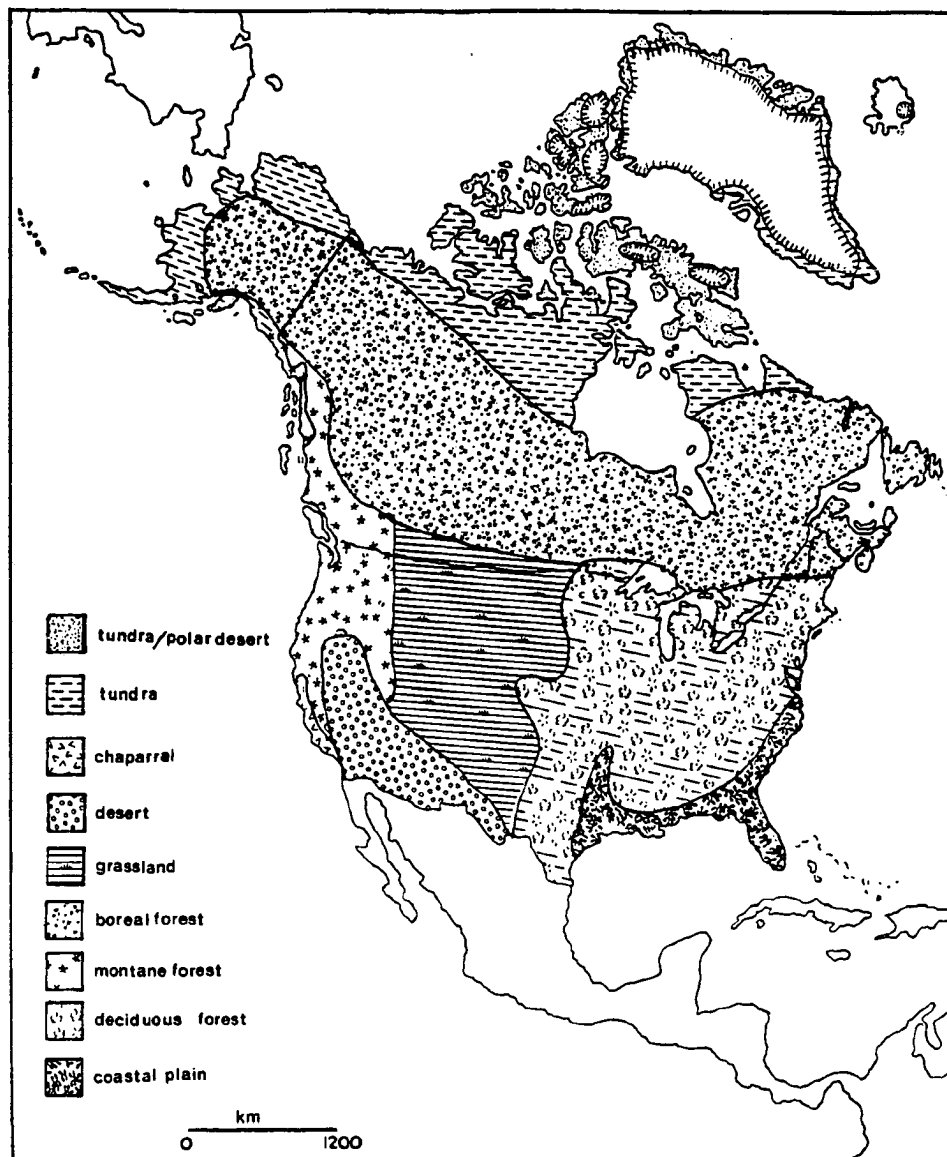 tundra/polar desert
tundra
chaparral
desert
grassland
boreal forest
montane forest
deciduous forest
coastal plain
km
0 1200